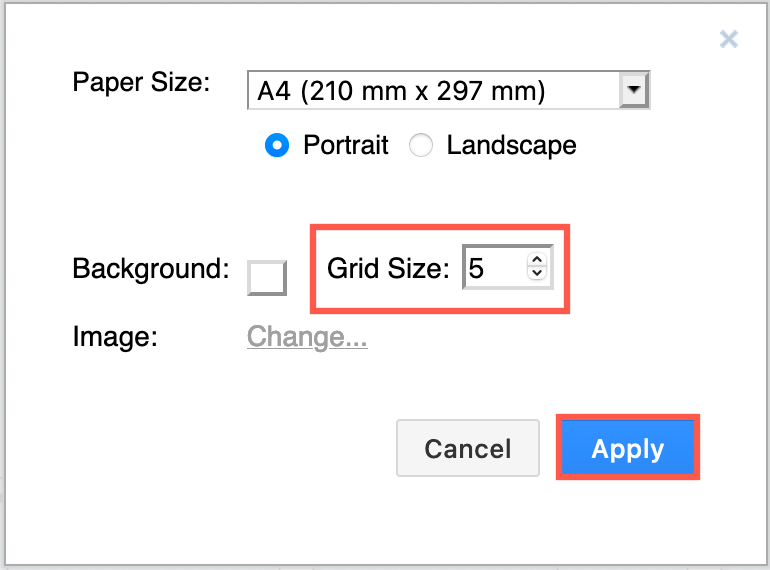 Paper Size: A4 (210 mm x 297 mm)
Portrait Landscape
Background: Grid Size: 5
Image: Change...
Cancel Apply